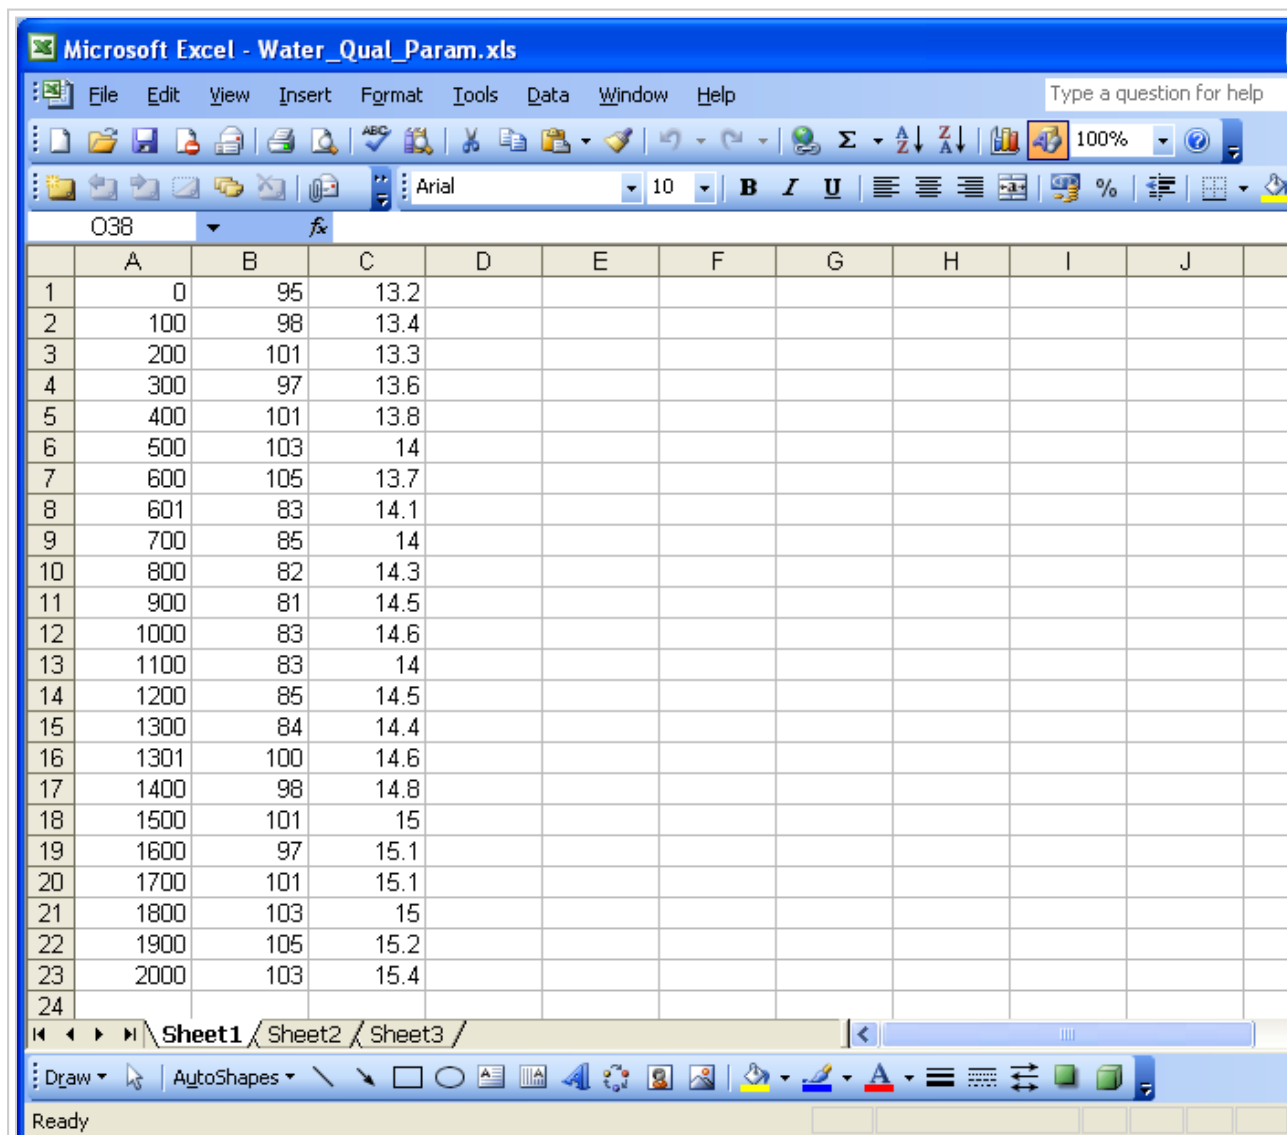 Microsoft Excel - Water_Qual_Param.xls
File Edit View Insert Format Tools Data Window Help Type a question for help
ABC Σ A Z Z A 100%
Arial 10 B I U a %
O38 fx
A B C D E F G H I J
1 0 95 13.2
2 100 98 13.4
3 200 101 13.3
4 300 97 13.6
5 400 101 13.8
6 500 103 14
7 600 105 13.7
8 601 83 14.1
9 700 85 14
10 800 82 14.3
11 900 81 14.5
12 1000 83 14.6
13 1100 83 14
14 1200 85 14.5
15 1300 84 14.4
16 1301 100 14.6
17 1400 98 14.8
18 1500 101 15
19 1600 97 15.1
20 1700 101 15.1
21 1800 103 15
22 1900 105 15.2
23 2000 103 15.4
24
Sheet1 Sheet2 Sheet3
Draw AutoShapes A A A A
Ready